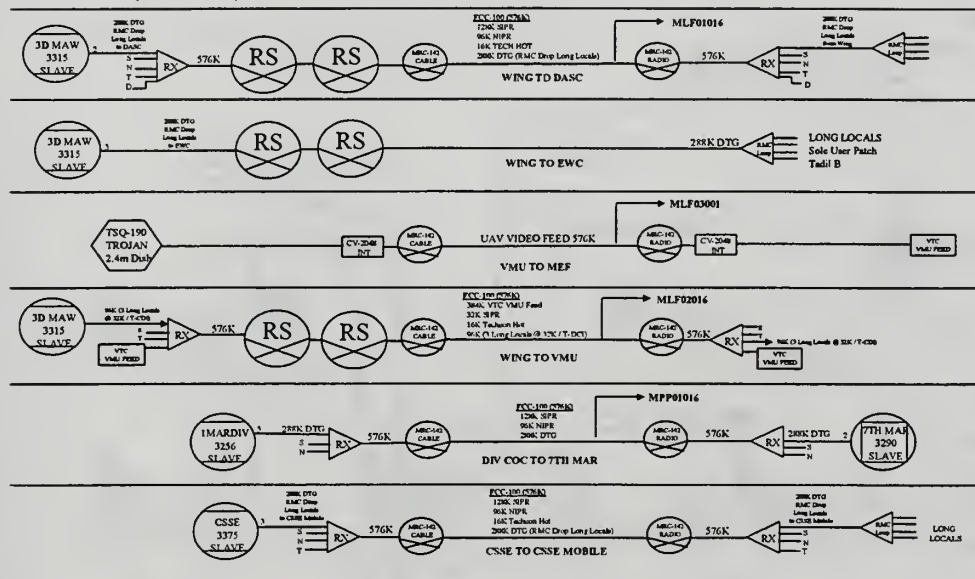 288K DTG
RMC Drop
Long Locals
to DASC
3D MAW
3315
SLAVE
S
N
T
D
RX
576K
RS
RS
MRC-142
CABLE
FCC-100 (576K)
128K SIPR
96K NIPR
16K TECH HOT
288K DTG (RMC Drop Long Locals)
WING TO DASC
MLF01016
MRC-142
RADIO
576K
RX
S
N
T
D
288K DTG
RMC Drop
Long Locals
from Wing
RMC
Loop
3D MAW
3315
SLAVE
3
288K DTG
RMC Drop
Long Locals
to EWC
RS
RS
WING TO EWC
288K DTG
RMC
Loop
LONG LOCALS
Sole User Patch
Tadil B
TSQ-190
TROJAN
2.4m Dish
CV-2048
INT
MRC-142
CABLE
UAV VIDEO FEED 576K
VMU TO MEF
MLF03001
MRC-142
RADIO
CV-2048
INT
VTC
VMU FEED
3D MAW
3315
SLAVE
96K (3 Long Locals
@ 32K / T-CDI)
S
T
VTC
VMU FEED
RX
576K
RS
RS
MRC-142
CABLE
FCC-100 (576K)
384K VTC VMU Feed
32K SIPR
16K Techcon Hot
96K (3 Long Locals @ 32K / T-DCI)
WING TO VMU
MLF02016
MRC-142
RADIO
576K
RX
96K (3 Long Locals @ 32K / T-CDI)
VTC
VMU FEED
1MARDIV
3256
SLAVE
288K DTG
S
N
RX
576K
MRC-142
CABLE
FCC-100 (576K)
128K SIPR
96K NIPR
288K DTG
DIV COC TO 7TH MAR
MPP01016
MRC-142
RADIO
576K
RX
288K DTG
S
N
2
7TH MAR
3290
SLAVE
CSSE
3375
SLAVE
3
288K DTG
RMC Drop
Long Locals
to CSSE Mobile
S
N
T
RX
576K
MRC-142
CABLE
FCC-100 (576K)
128K SIPR
96K NIPR
16K Techcon Hot
288K DTG (RMC Drop Long Locals)
CSSE TO CSSE MOBILE
MRC-142
RADIO
576K
RX
S
N
T
288K DTG
RMC Drop
Long Locals
to CSSE Mobile
RMC
Loop
LONG
LOCALS